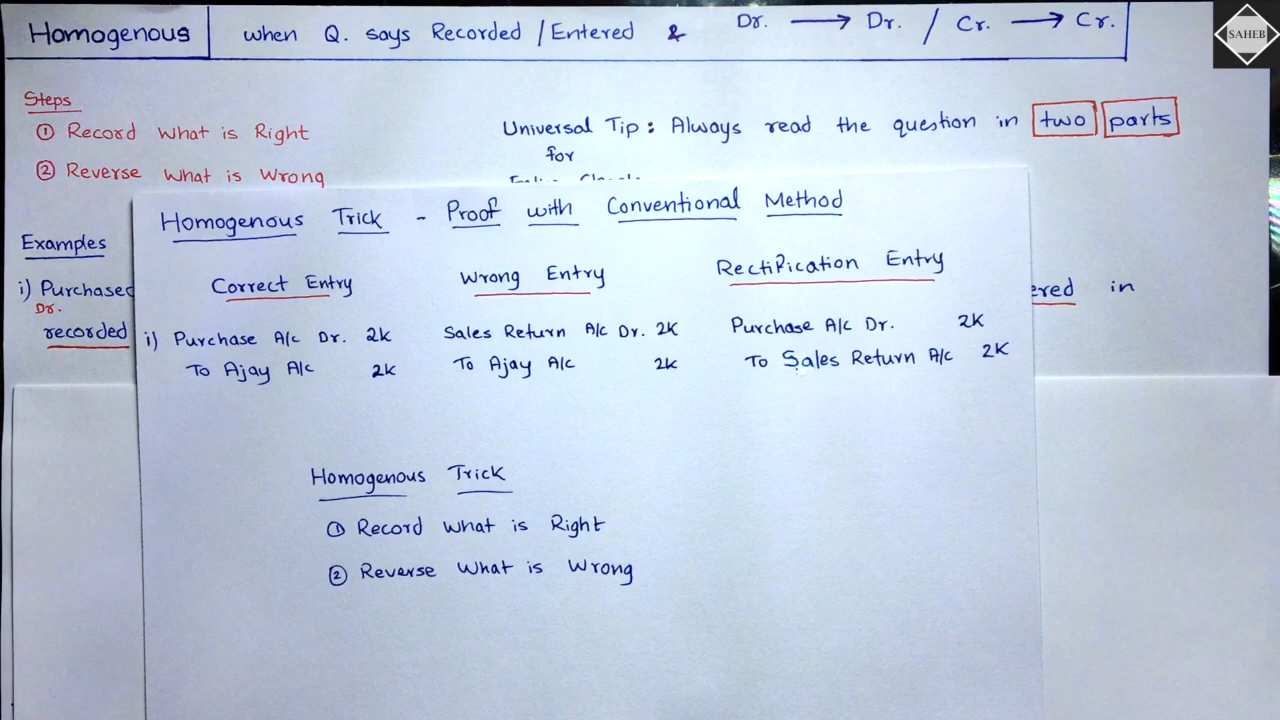 Homogenous when Q. says Recorded / Entered & Dr. → Dr. / Cr. → Cr.
SAHEB
Steps
① Record What is Right
② Reverse What is Wrong
Universal Tip : Always read the question in two parts
for
Examples
i) Purchased
Dr.
recorded
ered in
Homogenous Trick - Proof with Conventional Method
Correct Entry Wrong Entry Rectification Entry
i) Purchase A/c Dr. 2K Sales Return A/c Dr. 2K Purchase A/c Dr. 2K
To Ajay A/c 2K To Ajay A/c 2K To Sales Return A/c 2K
Homogenous Trick
① Record What is Right
② Reverse What is Wrong